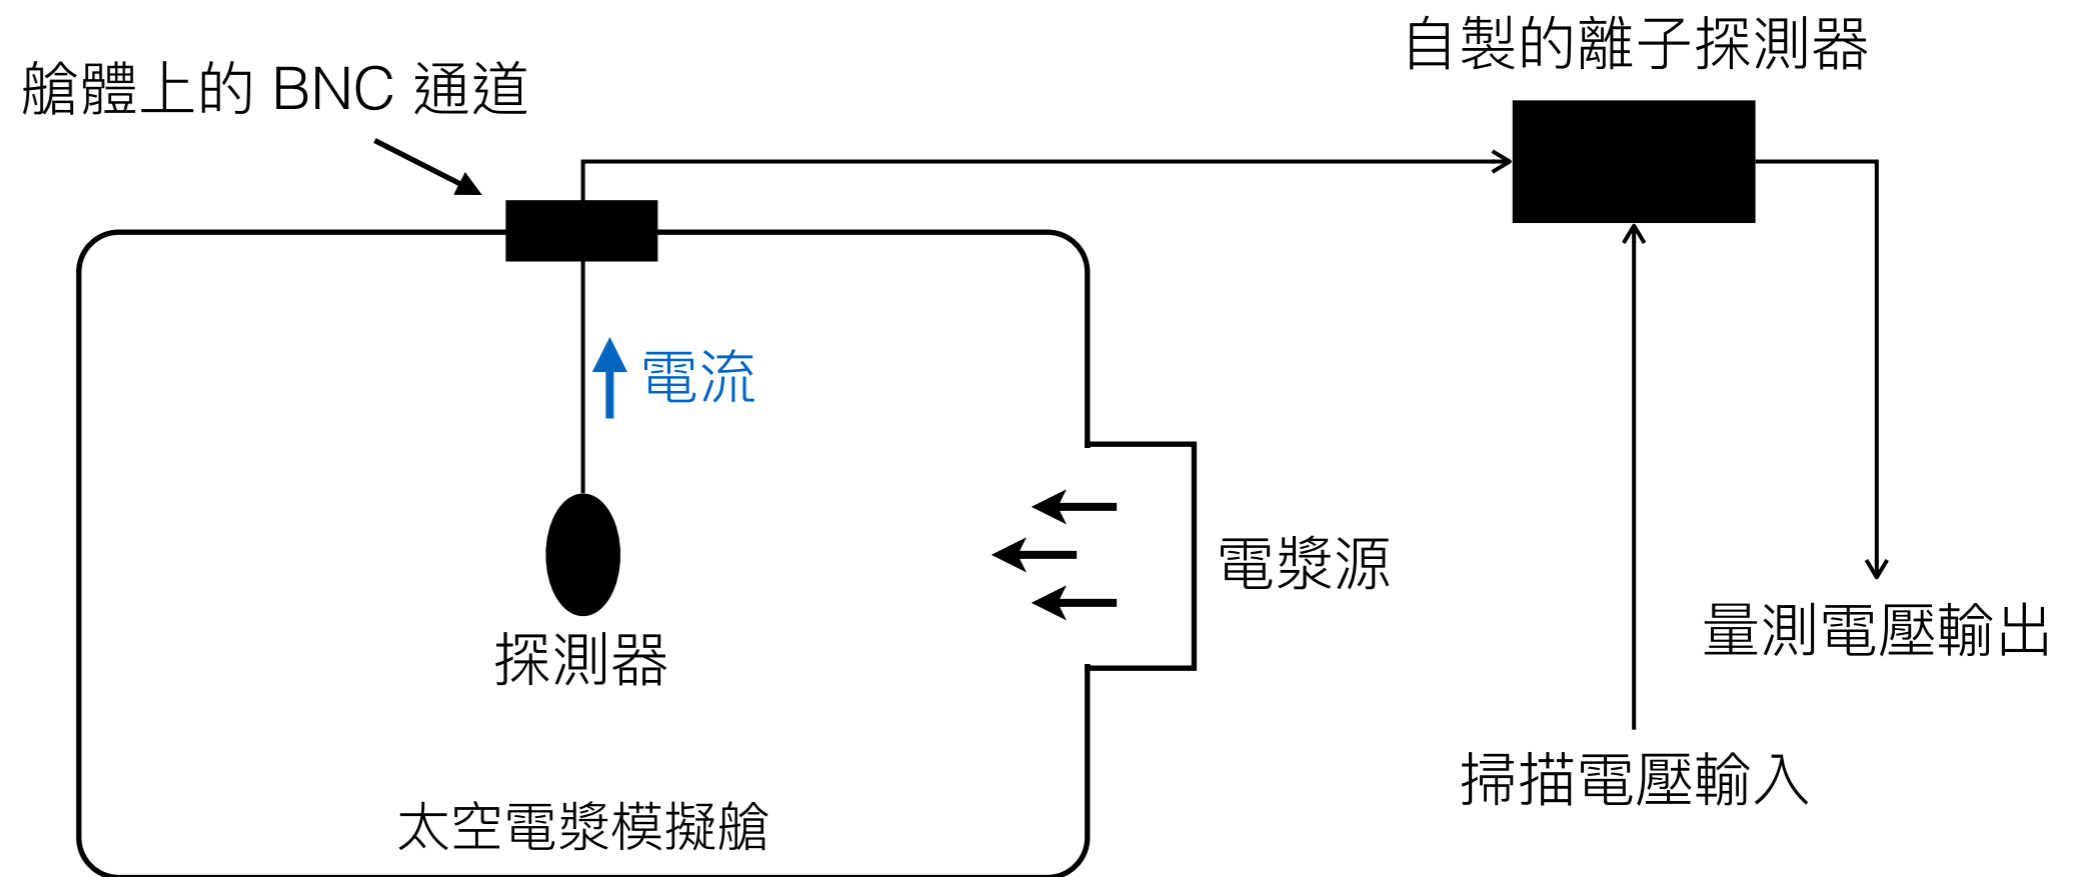 自製的離子探測器
艙體上的 BNC 通道
電流
電漿源
探測器
量測電壓輸出
掃描電壓輸入
太空電漿模擬艙